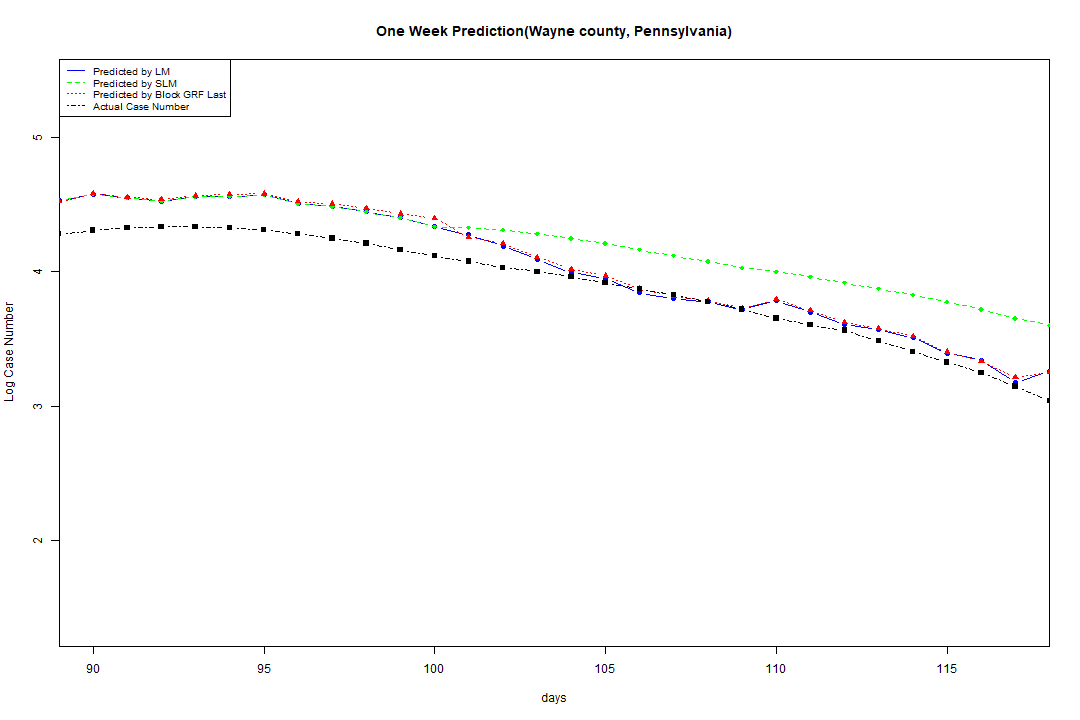 One Week Prediction(Wayne county, Pennsylvania)
Predicted by LM
Predicted by SLM
Predicted by Block GRF Last
Actual Case Number
Log Case Number
5
4
3
2
90 95 100 105 110 115
days